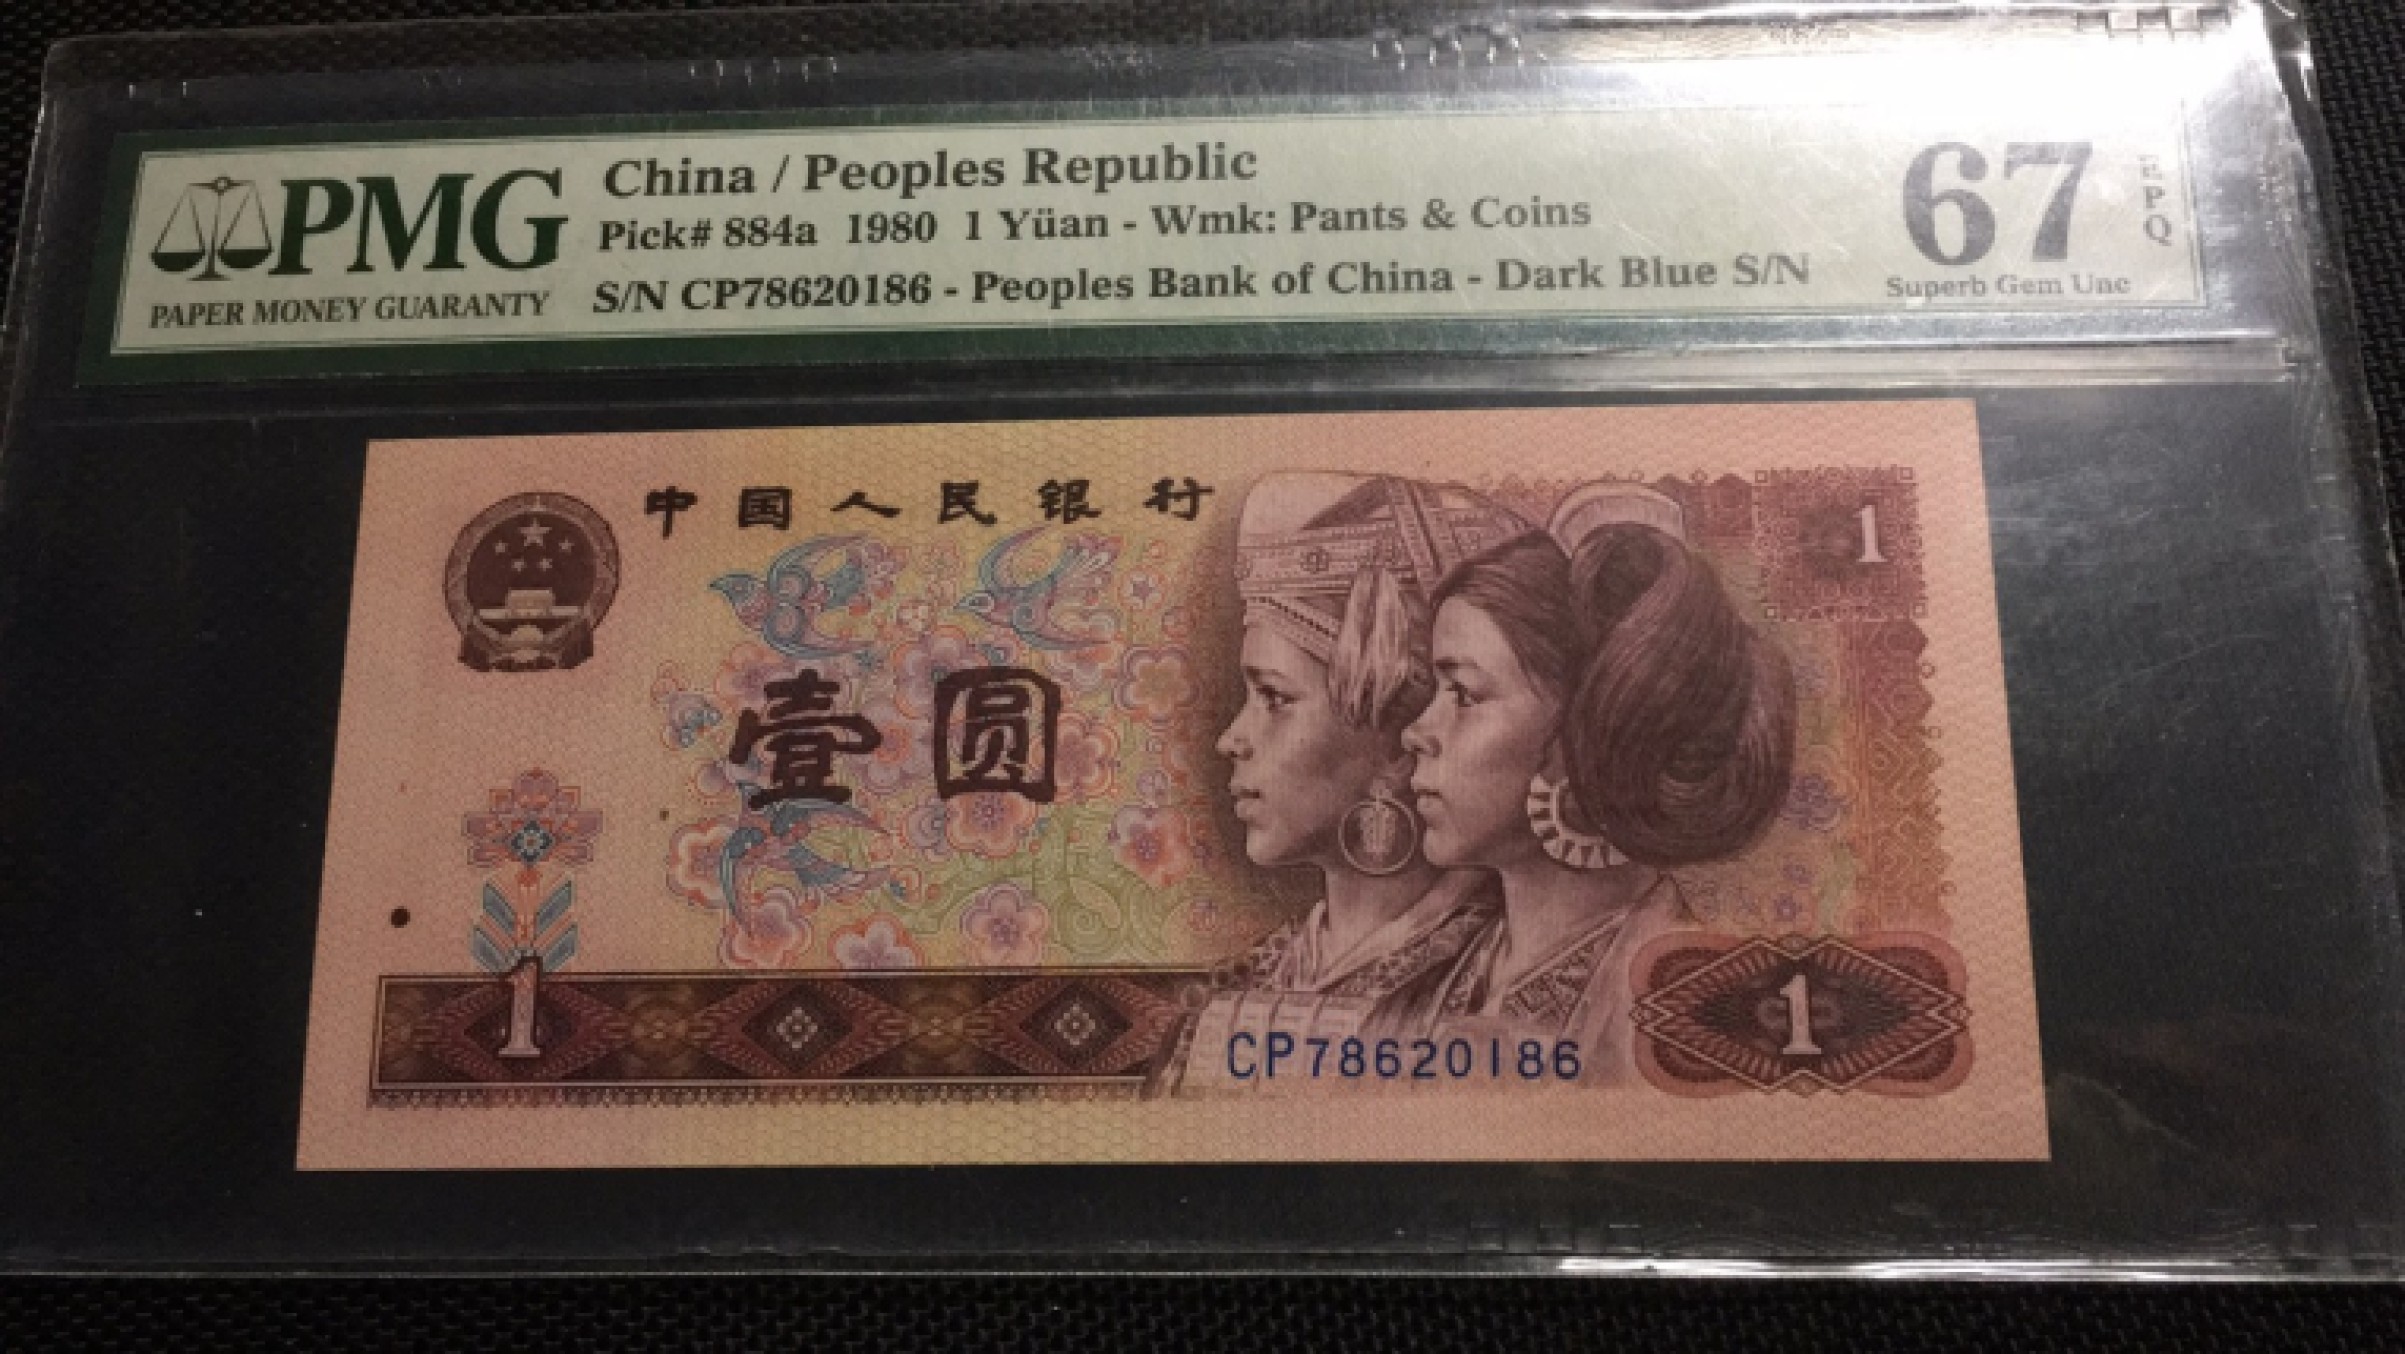 PMG
PAPER MONEY GUARANTY
China / Peoples Republic
Pick# 884a 1980 1 Yüan - Wmk: Pants & Coins
S/N CP78620186 - Peoples Bank of China - Dark Blue S/N
67 EPQ
Superb Gem Unc
中国人民银行
1
壹圆
1
CP78620186
1